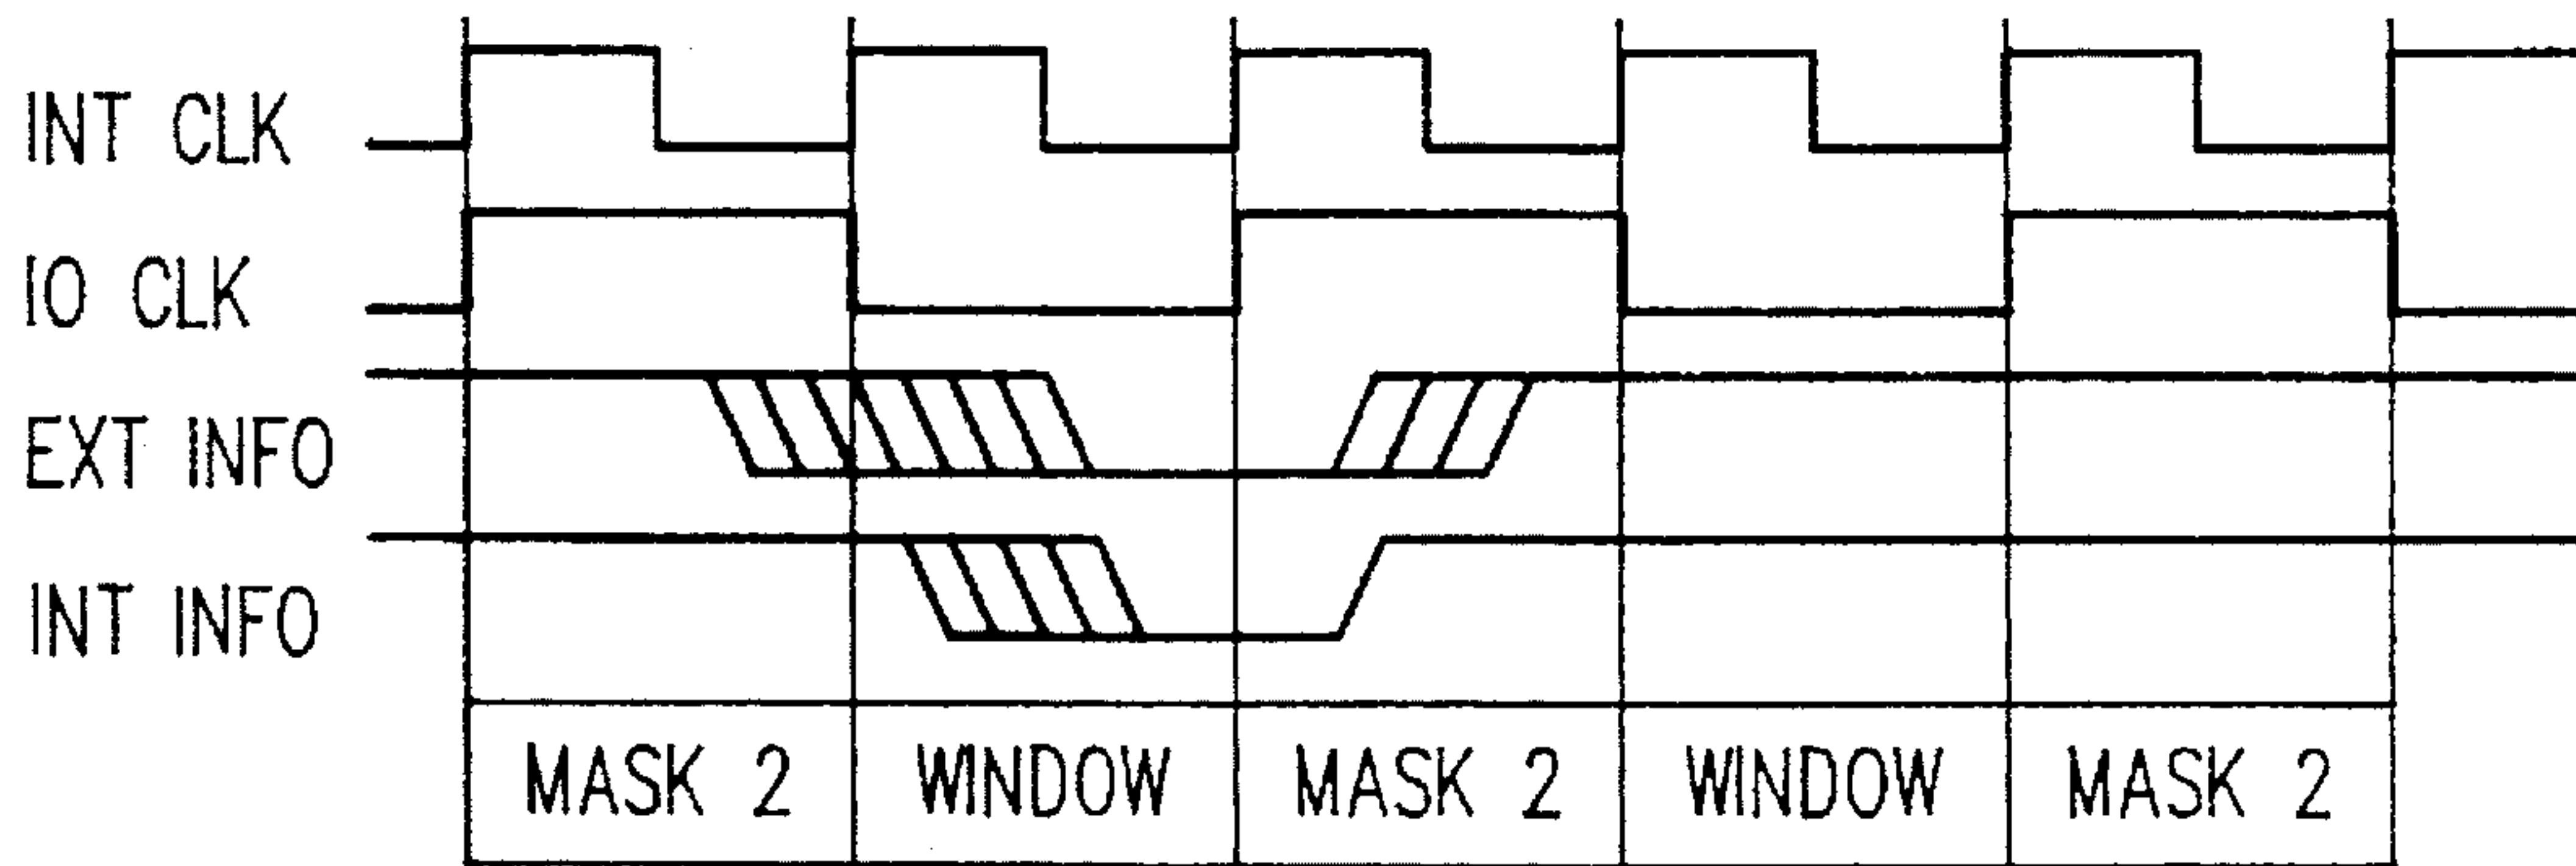 INT CLK
IO CLK
EXT INFO
INT INFO
MASK 2 WINDOW MASK 2 WINDOW MASK 2